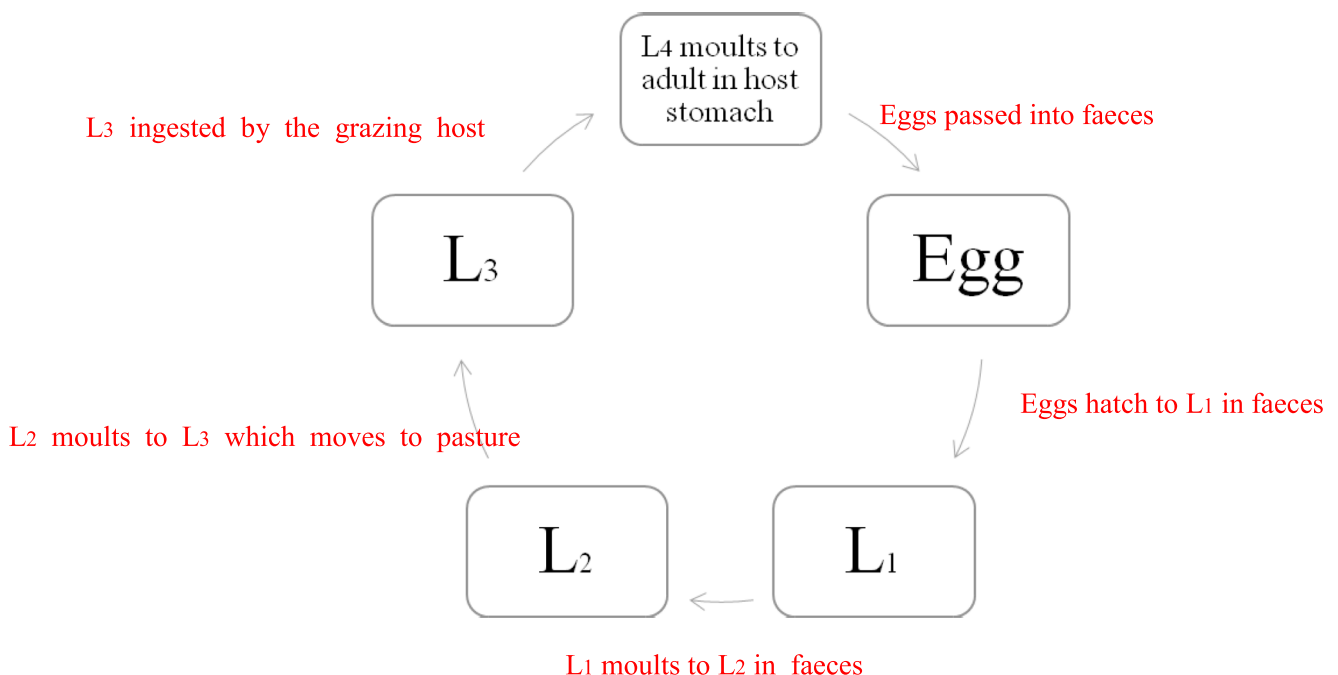 L4 moults to
adult in host
stomach
Eggs passed into faeces
L3 ingested by the grazing host
L3
Egg
Eggs hatch to L1 in faeces
L2 moults to L3 which moves to pasture
L2
L1
L1 moults to L2 in faeces